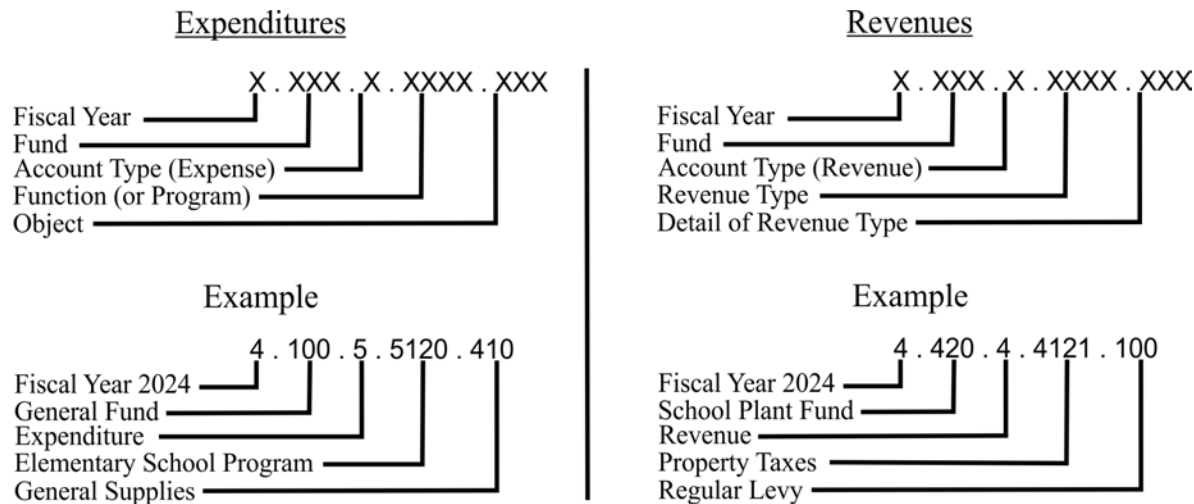 Expenditures
X . XXX . X . XXXX . XXX
Fiscal Year
Fund
Account Type (Expense)
Function (or Program)
Object
Example
4 . 100 . 5 . 5120 . 410
Fiscal Year 2024
General Fund
Expenditure
Elementary School Program
General Supplies
Revenues
X . XXX . X . XXXX . XXX
Fiscal Year
Fund
Account Type (Revenue)
Revenue Type
Detail of Revenue Type
Example
4 . 420 . 4 . 4121 . 100
Fiscal Year 2024
School Plant Fund
Revenue
Property Taxes
Regular Levy